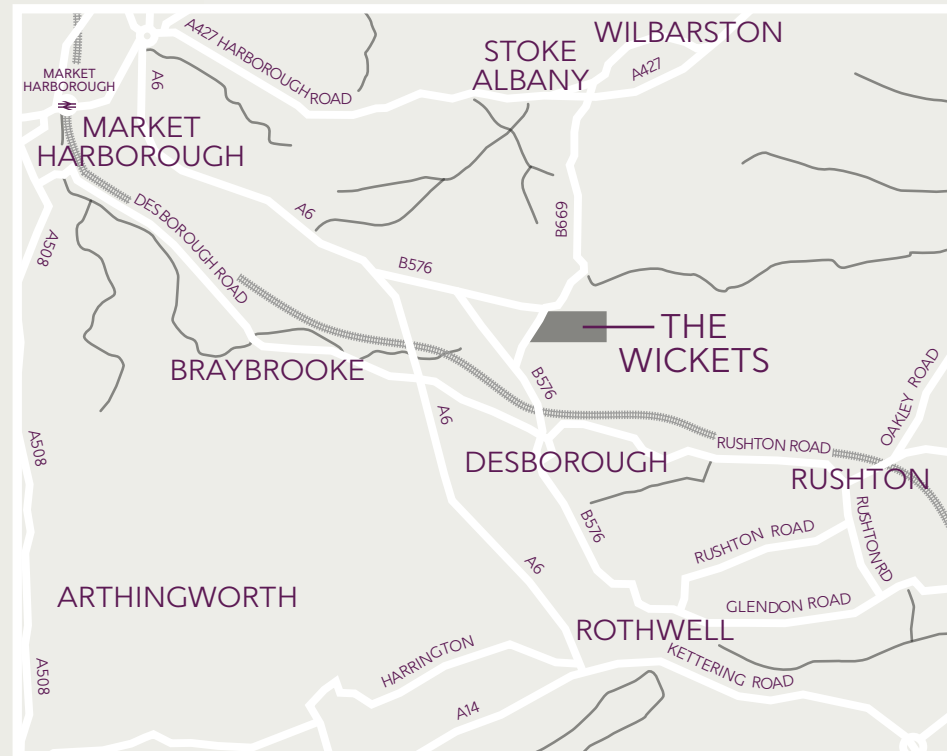 WILBARSTON
A427 HARBOROUGH ROAD
STOKE
ALBANY
A427
MARKET
HARBOROUGH
A6
MARKET
HARBOROUGH
DESBOROUGH ROAD
A6
B669
A508
B576
THE
WICKETS
BRAYBROOKE
B576
OAKLEY ROAD
A6
A508
RUSHTON ROAD
DESBOROUGH
RUSHTON
B576
RUSHTON ROAD
RUSHTON RD
A6
ARTHINGWORTH
GLENDON ROAD
ROTHWELL
HARRINGTON
KETTERING ROAD
A508
A14